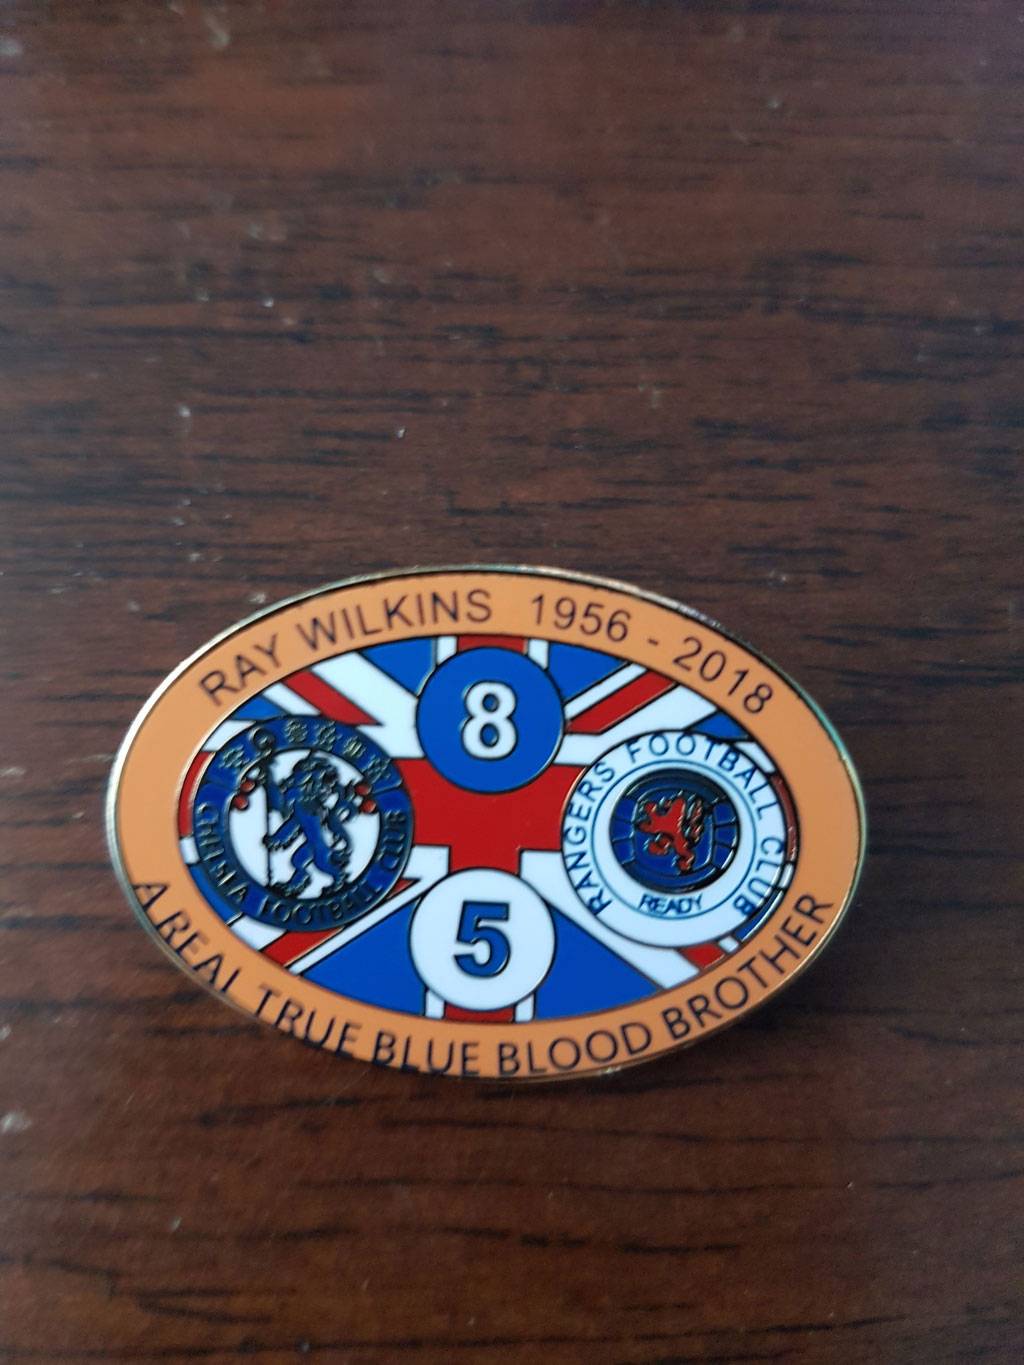 RAY WILKINS 1956 - 2018
8
CHELSEA FOOTBALL CLUB
RANGERS FOOTBALL CLUB
READY
5
A REAL TRUE BLUE BLOOD BROTHER